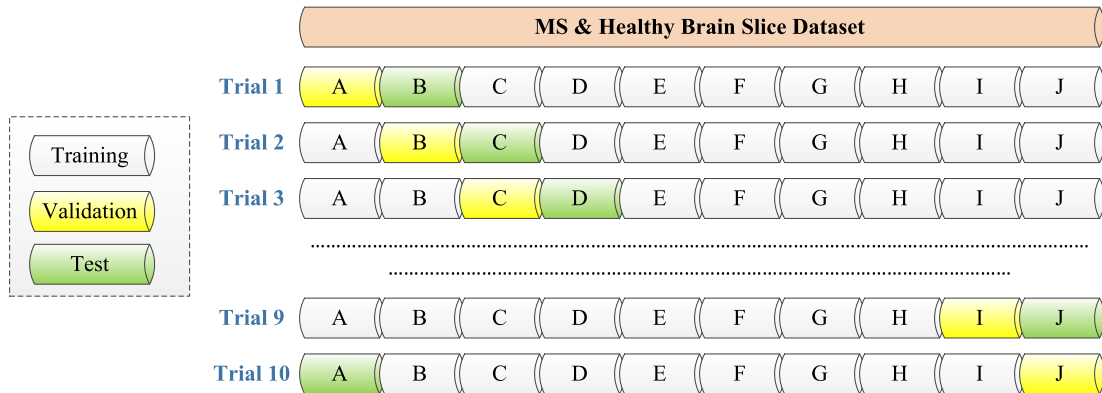 MS & Healthy Brain Slice Dataset
Trial 1 A B C D E F G H I J
Trial 2 A B C D E F G H I J
Trial 3 A B C D E F G H I J
Trial 9 A B C D E F G H I J
Trial 10 A B C D E F G H I J
Training
Validation
Test